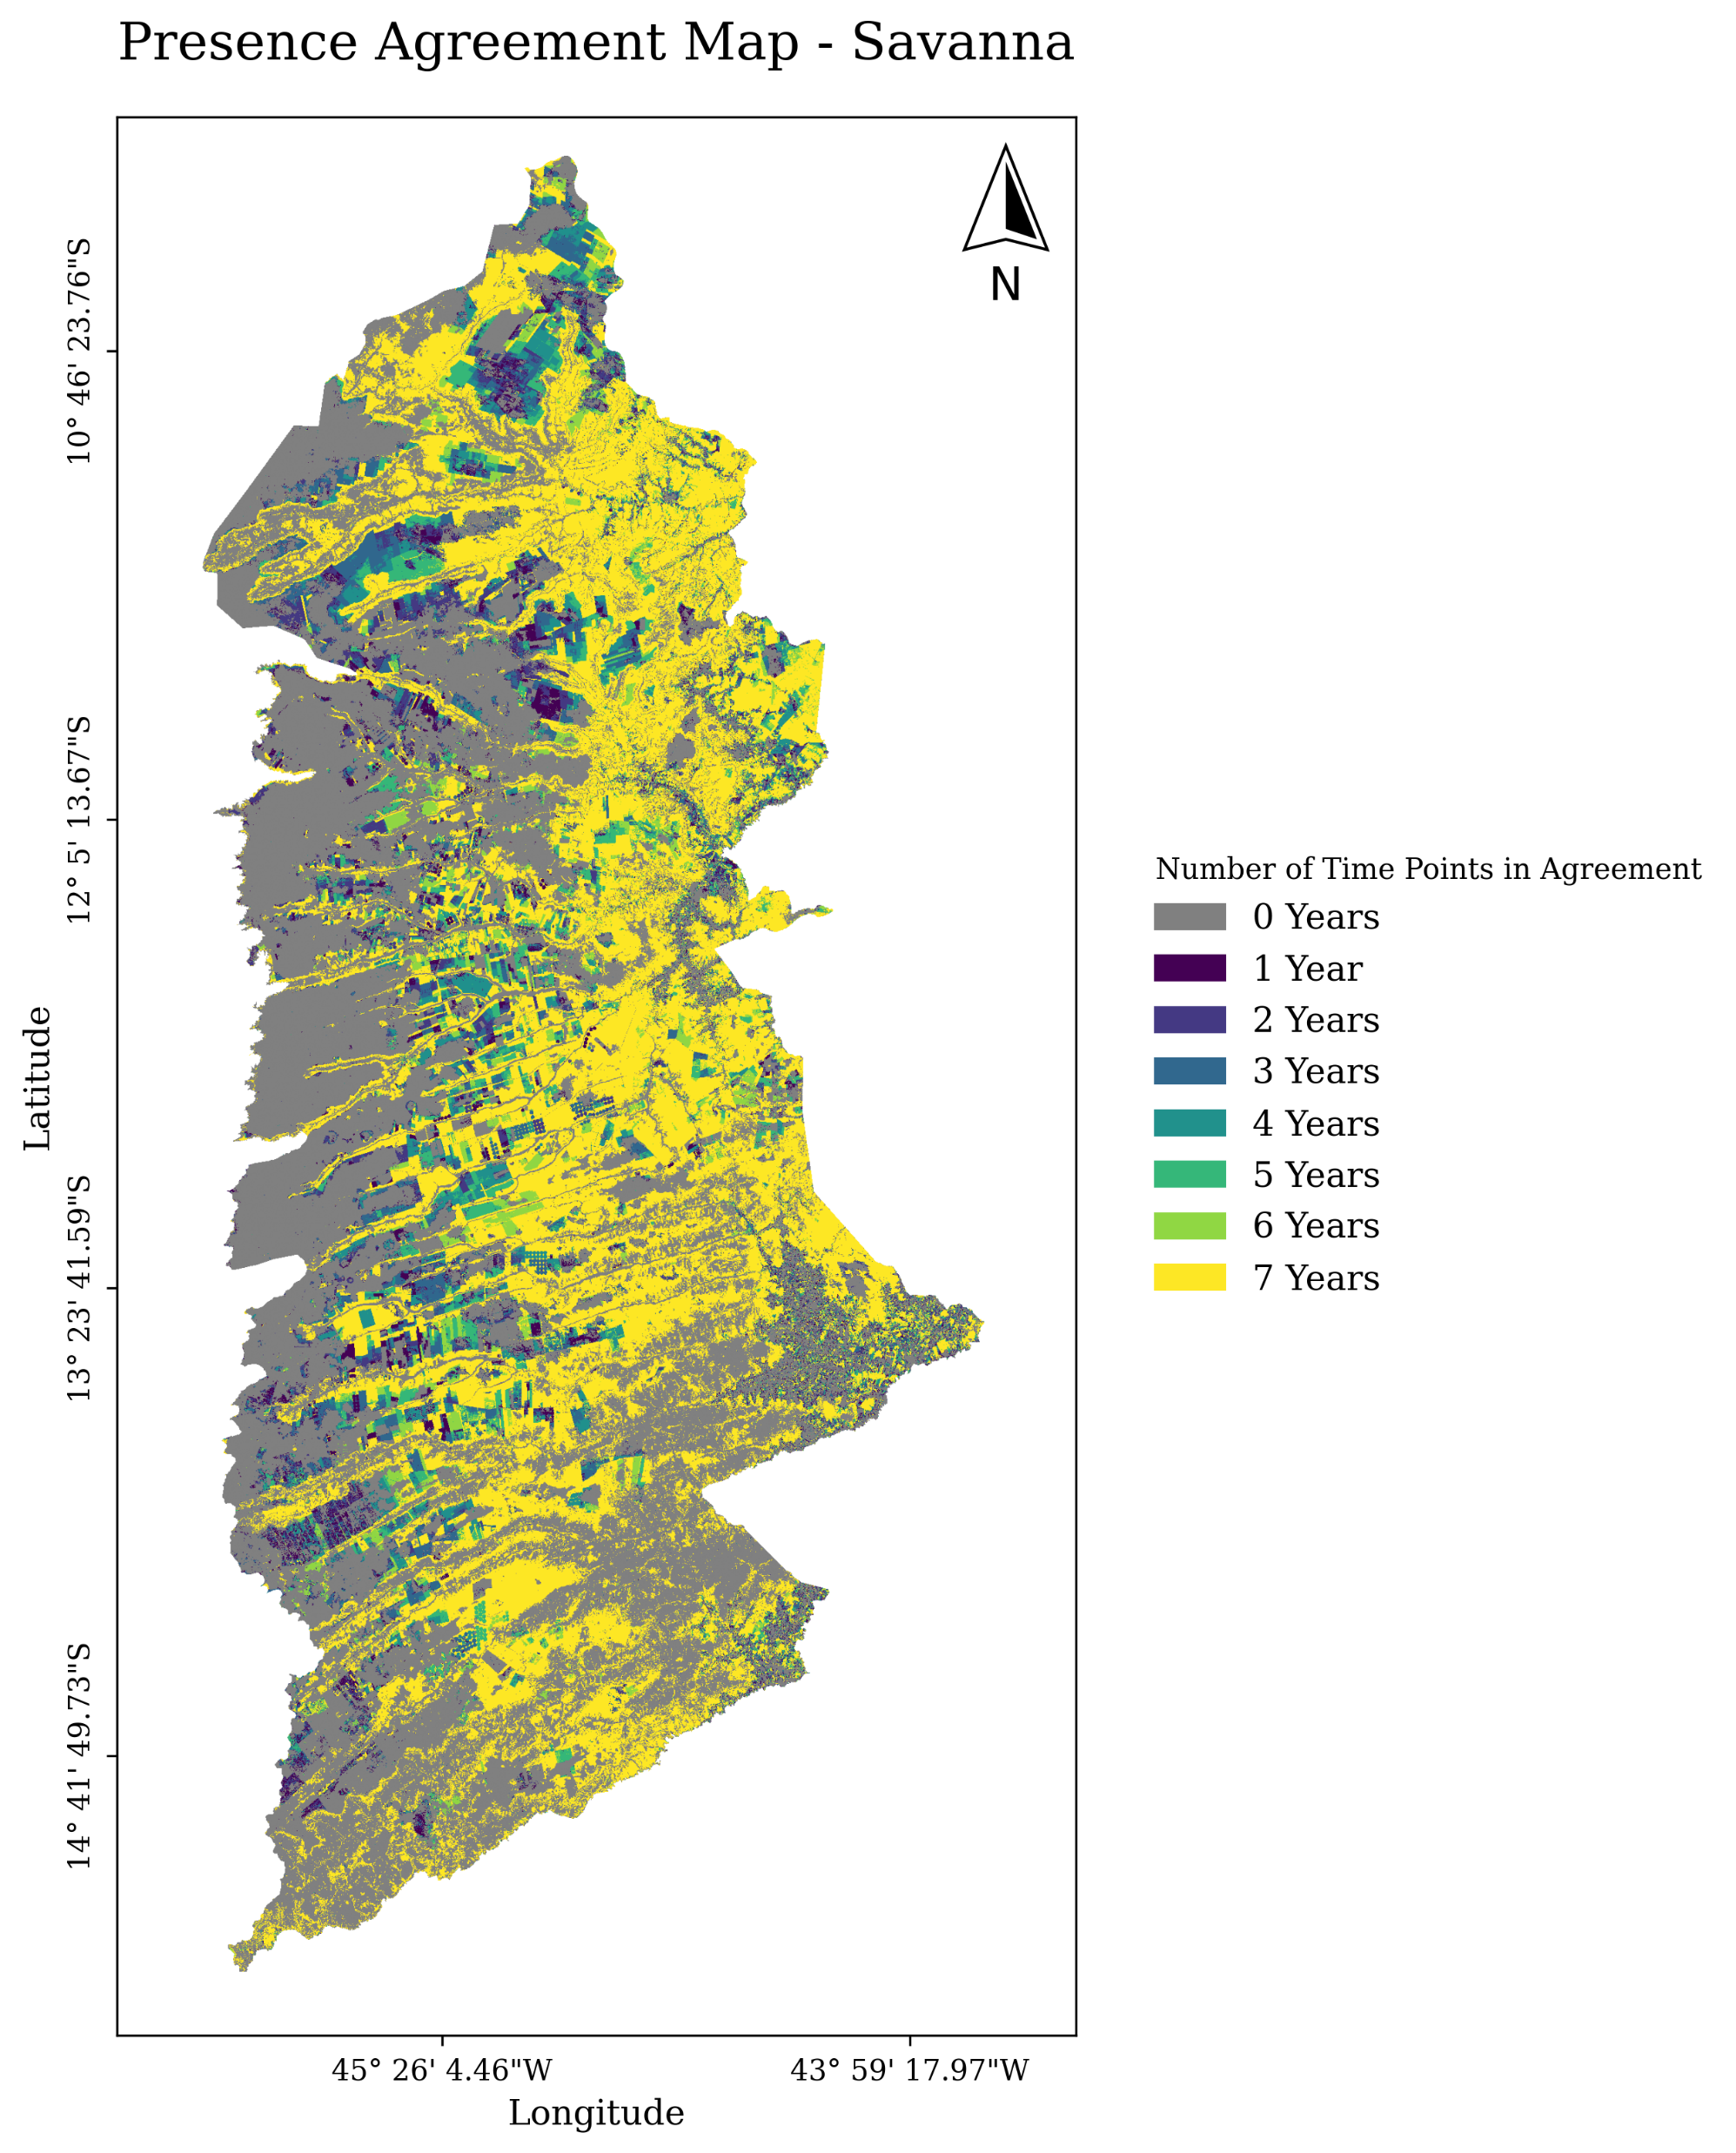 Presence Agreement Map - Savanna
N
10° 46' 23.76"S
12° 5' 13.67"S
13° 23' 41.59"S
14° 41' 49.73"S
Latitude
45° 26' 4.46"W
43° 59' 17.97"W
Longitude
Number of Time Points in Agreement
0 Years
1 Year
2 Years
3 Years
4 Years
5 Years
6 Years
7 Years